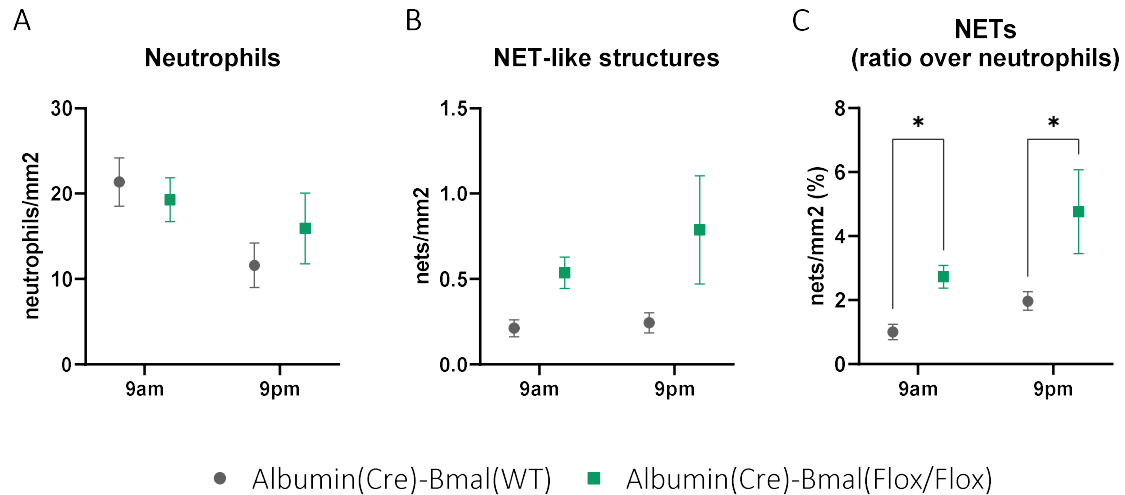 A
Neutrophils
neutrophils/mm2
30
20
10
0
9am
9pm
B
NET-like structures
nets/mm2
1.5
1.0
0.5
0.0
9am
9pm
C
NETs
(ratio over neutrophils)
nets/mm2 (%)
8
6
4
2
0
*
*
9am
9pm
Albumin(Cre)-Bmal(WT)
Albumin(Cre)-Bmal(Flox/Flox)